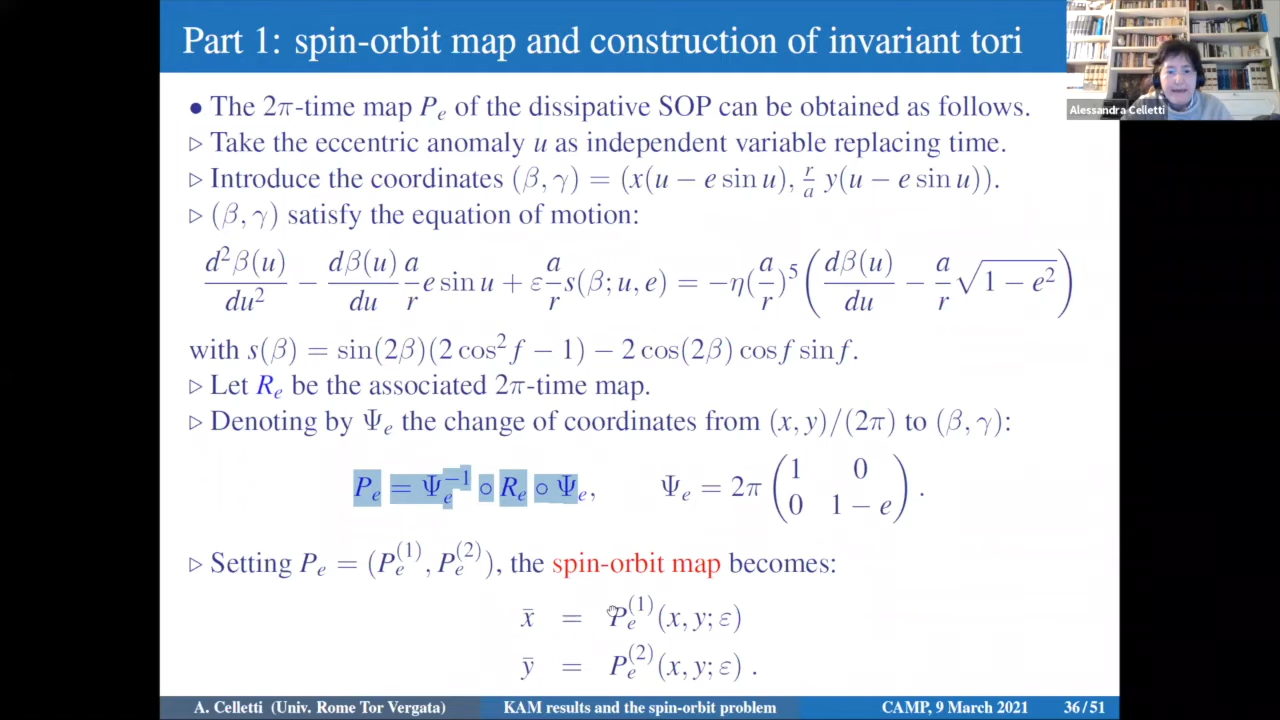 Part 1: spin-orbit map and construction of invariant tori
Alessandra Celletti
• The 2π-time map P_e of the dissipative SOP can be obtained as follows.
▷ Take the eccentric anomaly u as independent variable replacing time.
▷ Introduce the coordinates (β, γ) = (x(u − e sin u), r/a y(u − e sin u)).
▷ (β, γ) satisfy the equation of motion:
d²β(u)/du² − dβ(u)/du a/r e sin u + ε a/r s(β; u, e) = −η(a/r)⁵ ( dβ(u)/du − a/r √(1 − e²) )
with s(β) = sin(2β)(2 cos² f − 1) − 2 cos(2β) cos f sin f.
▷ Let R_e be the associated 2π-time map.
▷ Denoting by Ψ_e the change of coordinates from (x, y)/(2π) to (β, γ):
P_e = Ψ_e^{−1} ∘ R_e ∘ Ψ_e, Ψ_e = 2π (1 0 0 1 − e) .
▷ Setting P_e = (P_e^{(1)}, P_e^{(2)}), the spin-orbit map becomes:
x̄ = P_e^{(1)}(x, y; ε)
ȳ = P_e^{(2)}(x, y; ε) .
A. Celletti (Univ. Rome Tor Vergata) KAM results and the spin-orbit problem CAMP, 9 March 2021 36 / 51